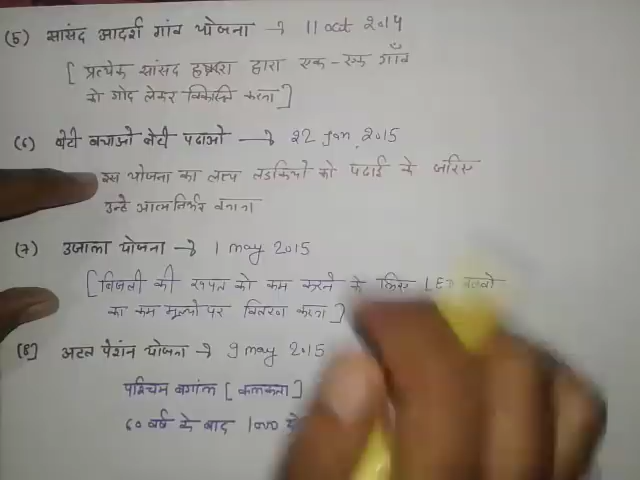 (5) सांसद आदर्श गांव योजना → 11 oct 2014
[ प्रत्येक सांसद द्वारा एक-एक गाँव
को गोद लेकर विकसित करना ]
(6) बेटी बचाओ बेटी पढाओ → 22 Jan, 2015
इस योजना का लक्ष्य लडकियो को पढाई के जरिए
उन्हे आत्मनिर्भर बनाना
(7) उजाला योजना → 1 may 2015
[ बिजली की खपत को कम करने के लिए LED बल्बो
का कम मूल्यो पर वितरण करना ]
(8) अटल पेशंन योजना → 9 may 2015
पश्चिम बगांल [ कलकत्ता ]
60 वर्ष के बाद 1000 से